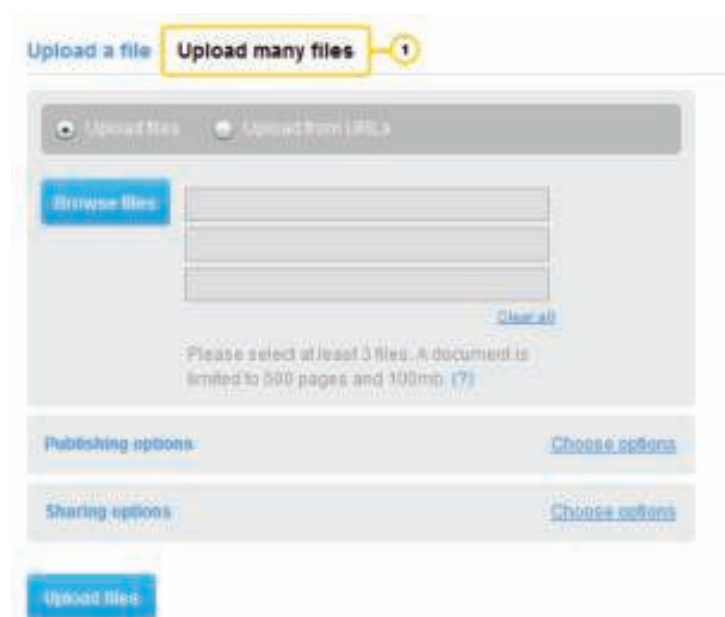 Upload a file Upload many files 1
Upload files Upload from URLs
Browse files
Clear all
Please select at least 3 files. A document is
limited to 500 pages and 100mb. (?)
Publishing options Choose options
Sharing options Choose options
Upload files